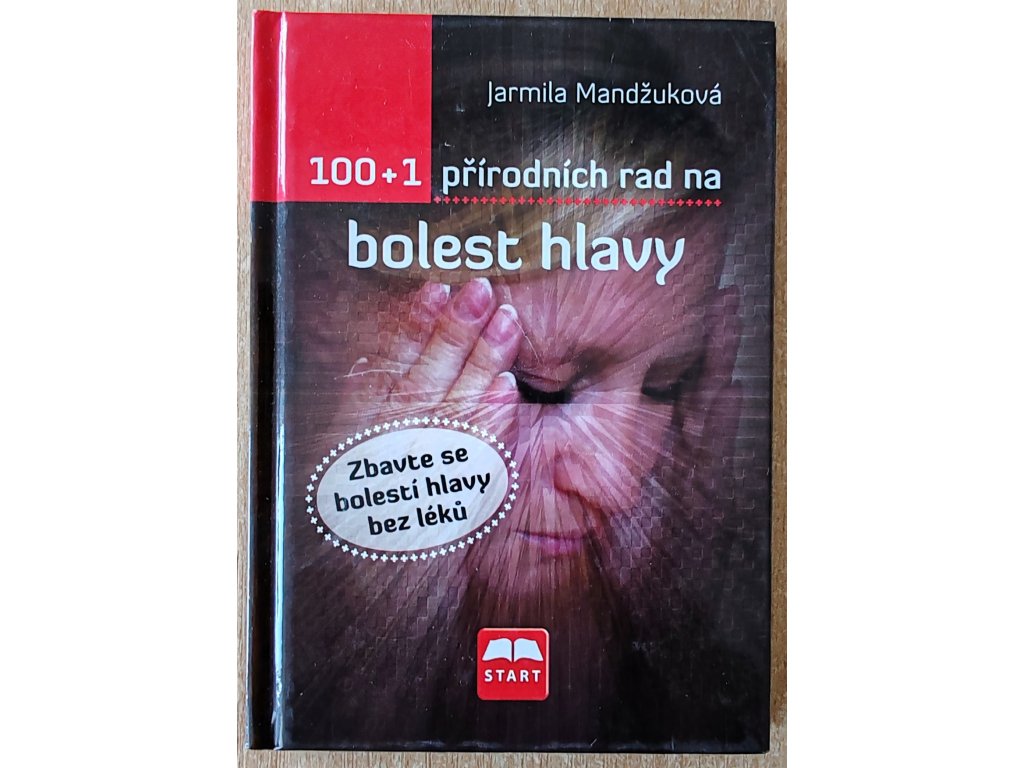 Jarmila Mandžuková
100+1 přírodních rad na
bolest hlavy
Zbavte se
bolestí hlavy
bez léků
START